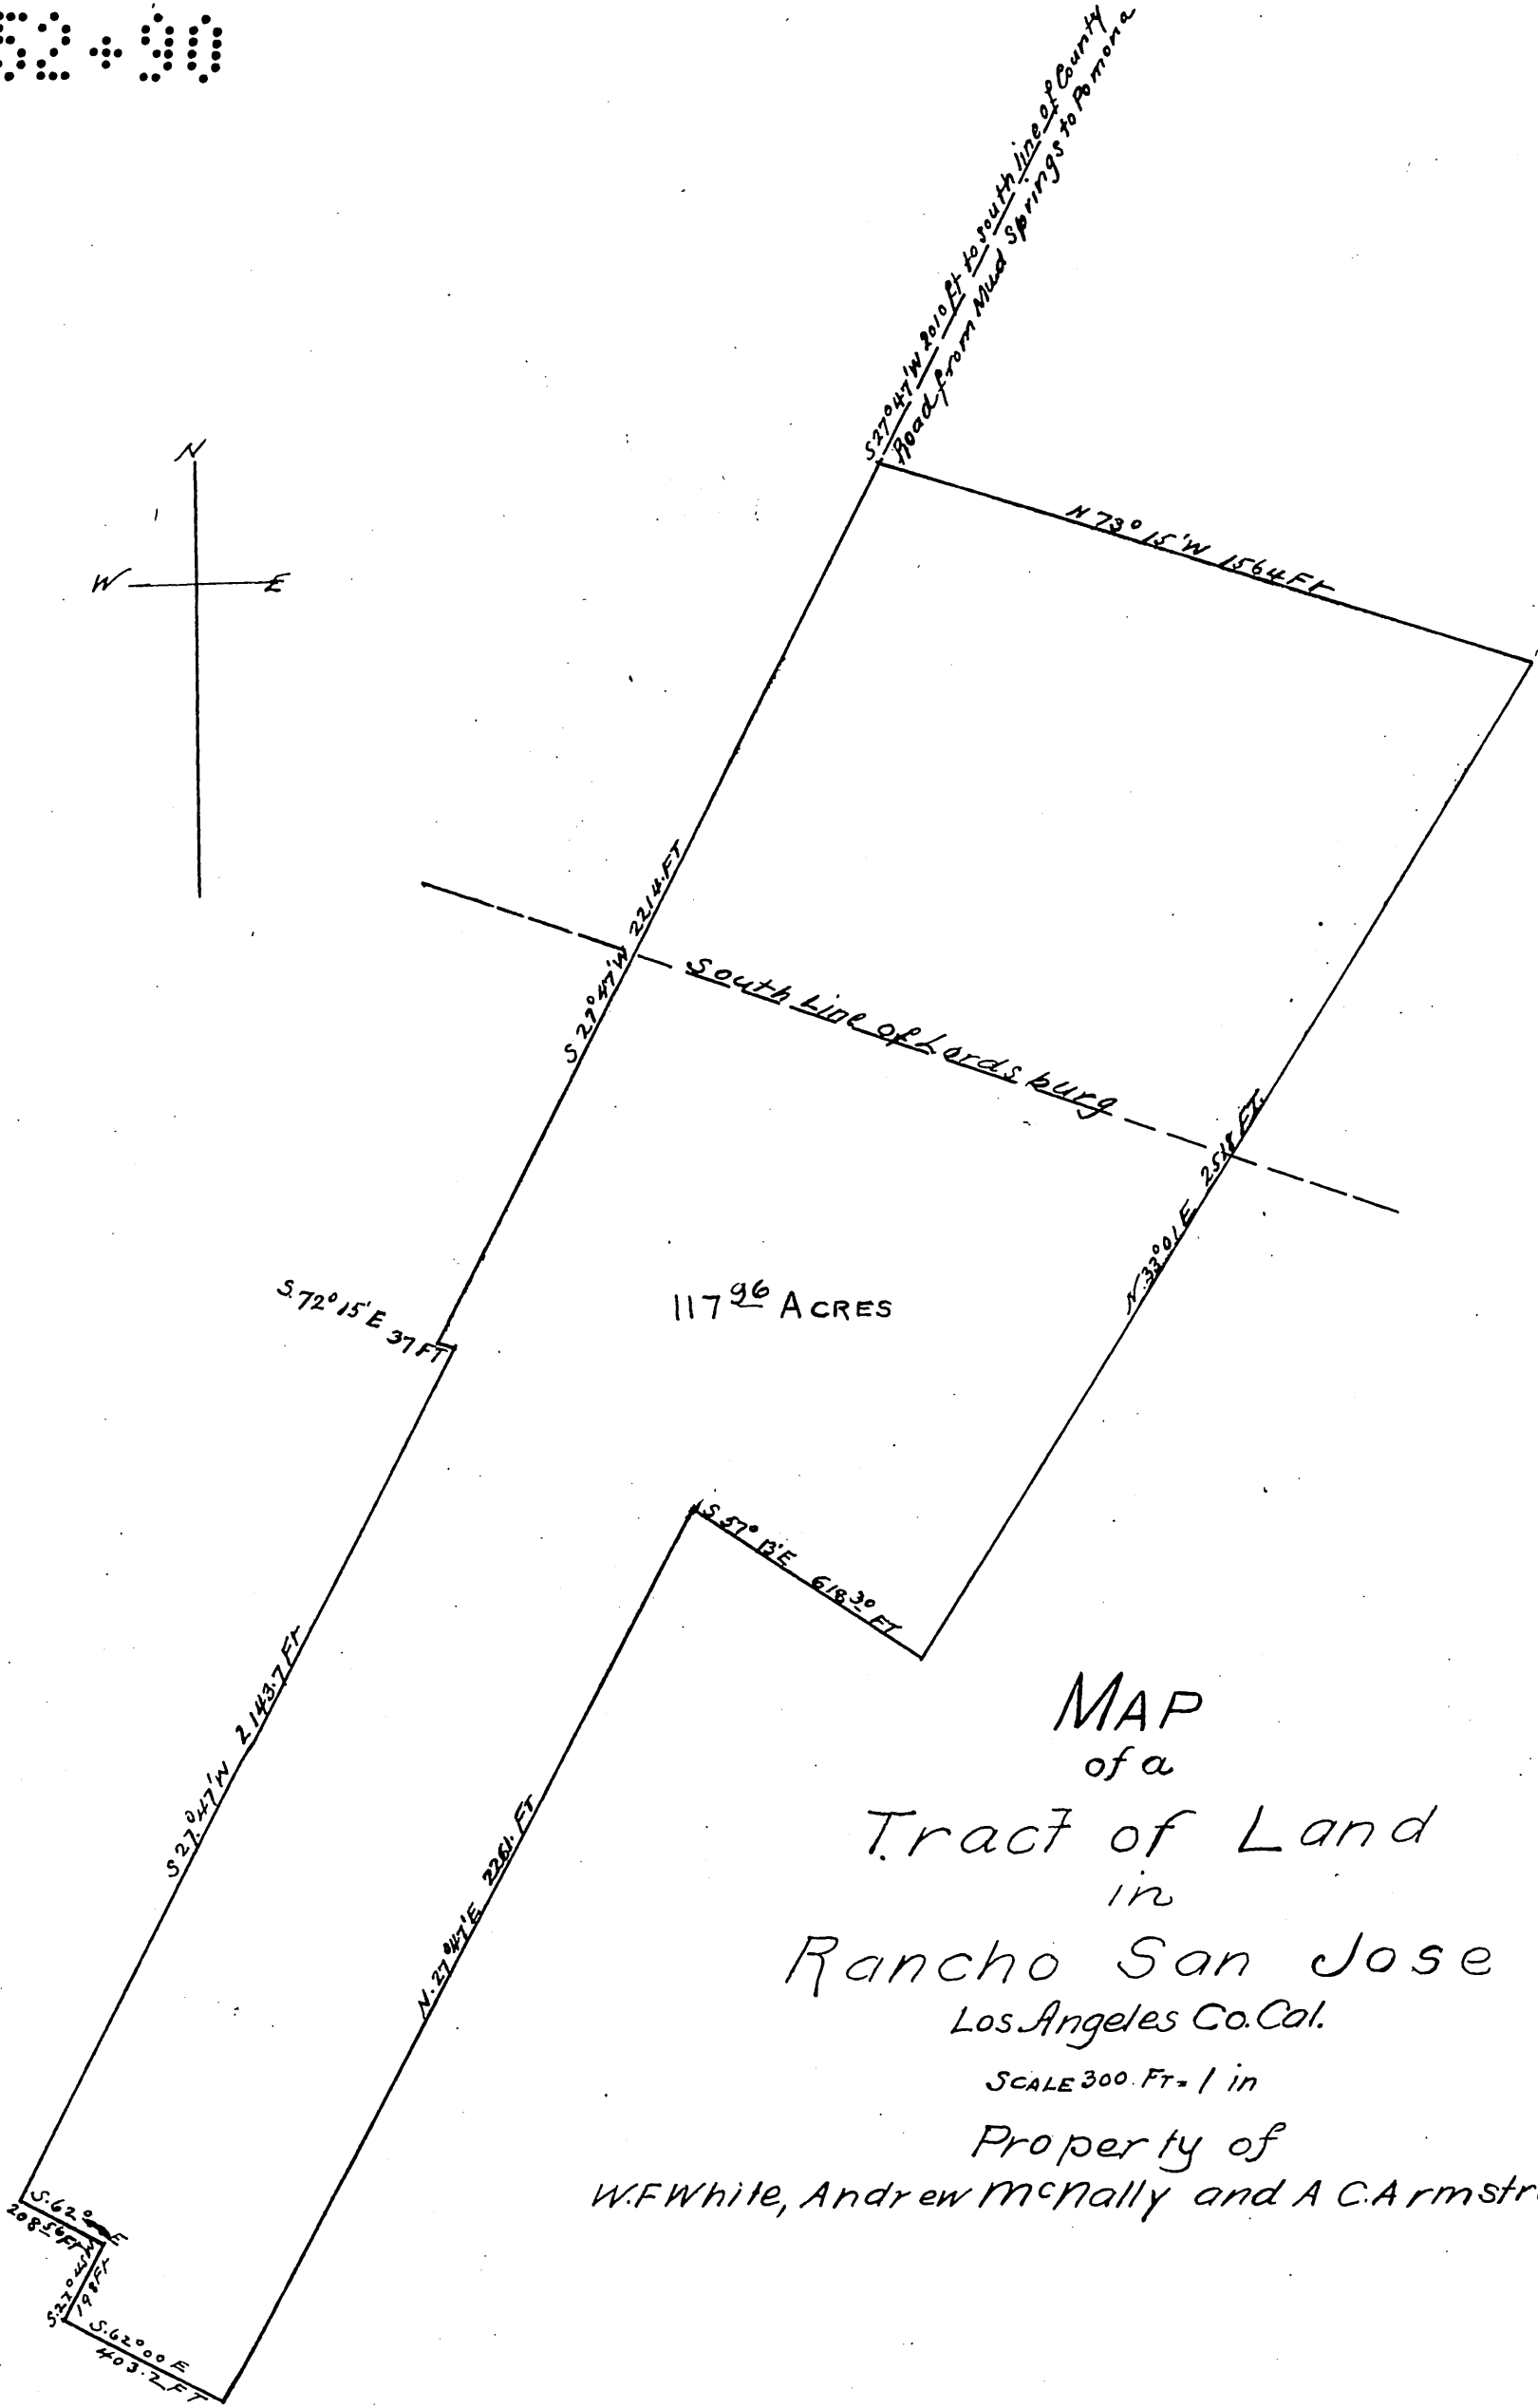 52+90
S27°47'W 2010 Ft to South line of County
Road from Mud Springs to Pomona
N
W E
N 73° 15' W 1564 Ft
S 27° 47' W 2214. FT
South Line of Lordsburg
N. 33° 01' E 2518 Ft.
S. 72° 15' E 37 FT
117 96 ACRES
S 57° 13' E 618 30 FT
S 27° 47' W 2143.7 Ft
N. 27° 47' E 2261. FT
MAP
of a
Tract of Land
in
Rancho San Jose
Los Angeles Co. Cal.
SCALE 300. FT = 1 in
Property of
W.F White, Andrew McNally and A C. Armstr
S. 62° E
208 56 Ft
S. 27° 45' W
198 Ft
S. 62° 00 E
403.2 FT